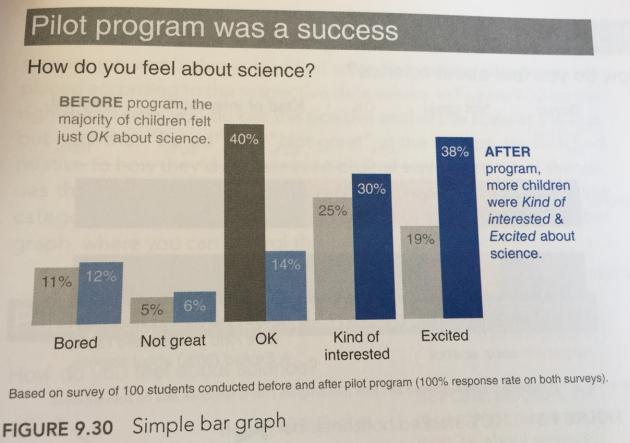 Pilot program was a success
How do you feel about science?
BEFORE program, the
majority of children felt
just OK about science.
40%
38%
AFTER
program,
more children
were Kind of
interested &
Excited about
science.
30%
25%
19%
14%
11%
12%
5%
6%
Bored
Not great
OK
Kind of
interested
Excited
Based on survey of 100 students conducted before and after pilot program (100% response rate on both surveys).
FIGURE 9.30 Simple bar graph